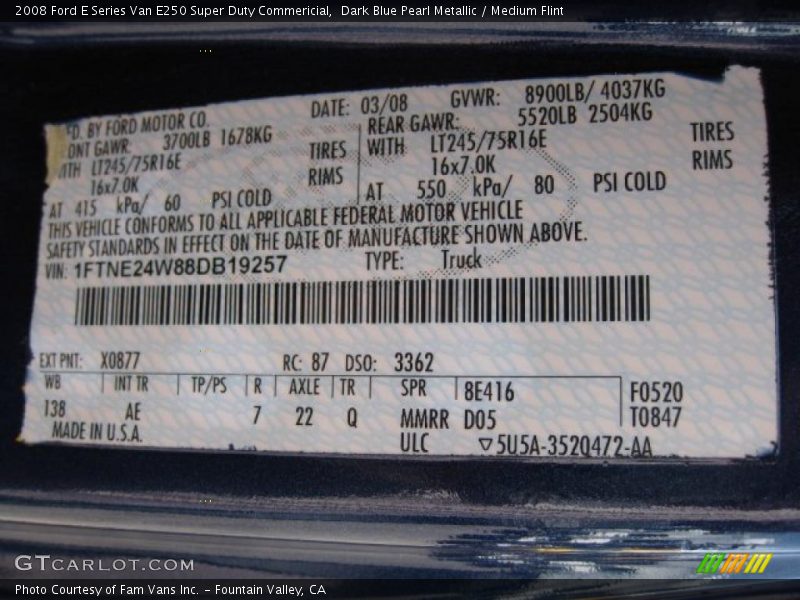 2008 Ford E Series Van E250 Super Duty Commericial,  Dark Blue Pearl Metallic / Medium Flint
DATE: 03/08 GVWR: 8900LB/ 4037KG
BY FORD MOTOR CO.
GAWR: 3700LB 1678KG REAR GAWR: 5520LB 2504KG
LT245/75R16E TIRES WITH LT245/75R16E TIRES
16x7.0K RIMS 16x7.0K RIMS
AT 415 kPa/ 60 PSI COLD AT 550 kPa/ 80 PSI COLD
THIS VEHICLE CONFORMS TO ALL APPLICABLE FEDERAL MOTOR VEHICLE
SAFETY STANDARDS IN EFFECT ON THE DATE OF MANUFACTURE SHOWN ABOVE.
VIN: 1FTNE24W88DB19257 TYPE: Truck
EXT PNT: X0877 RC: 87 DSO: 3362
WB INT TR TP/PS R AXLE TR SPR 8E416 F0520
138 AE 7 22 Q MMRR D05 T0847
MADE IN U.S.A. ULC ▽5U5A-3520472-AA
GTCARLOT.COM
Photo Courtesy of Fam Vans Inc. - Fountain Valley, CA